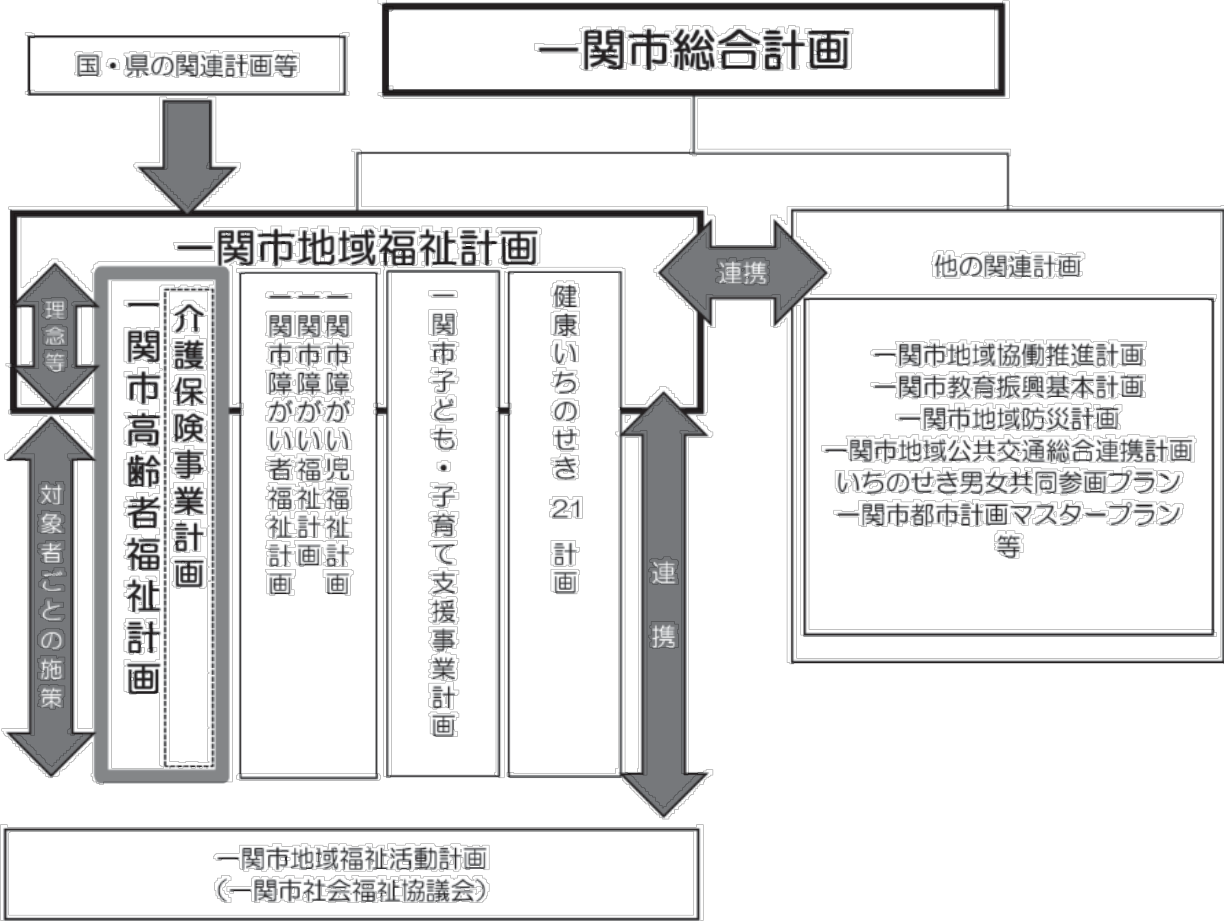 国・県の関連計画等
一関市総合計画
一関市地域福祉計画
連携
他の関連計画
理念等
対象者ごとの施策
一関市高齢者福祉計画
介護保険事業計画
一関市障がい児福祉計画
一関市障がい福祉計画
一関市障がい者福祉計画
一関市子ども・子育て支援事業計画
健康いちのせき 21 計画
連携
一関市地域協働推進計画
一関市教育振興基本計画
一関市地域防災計画
一関市地域公共交通総合連携計画
いちのせき男女共同参画プラン
一関市都市計画マスタープラン
等
一関市地域福祉活動計画
（一関市社会福祉協議会）